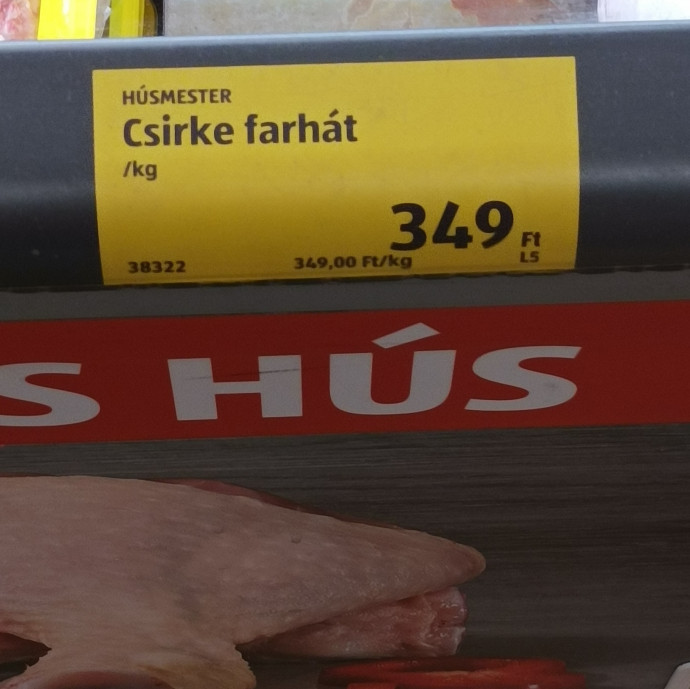 HÚSMESTER
Csirke farhát
/kg
349 Ft
38322 349,00 Ft/kg L5
S HÚS